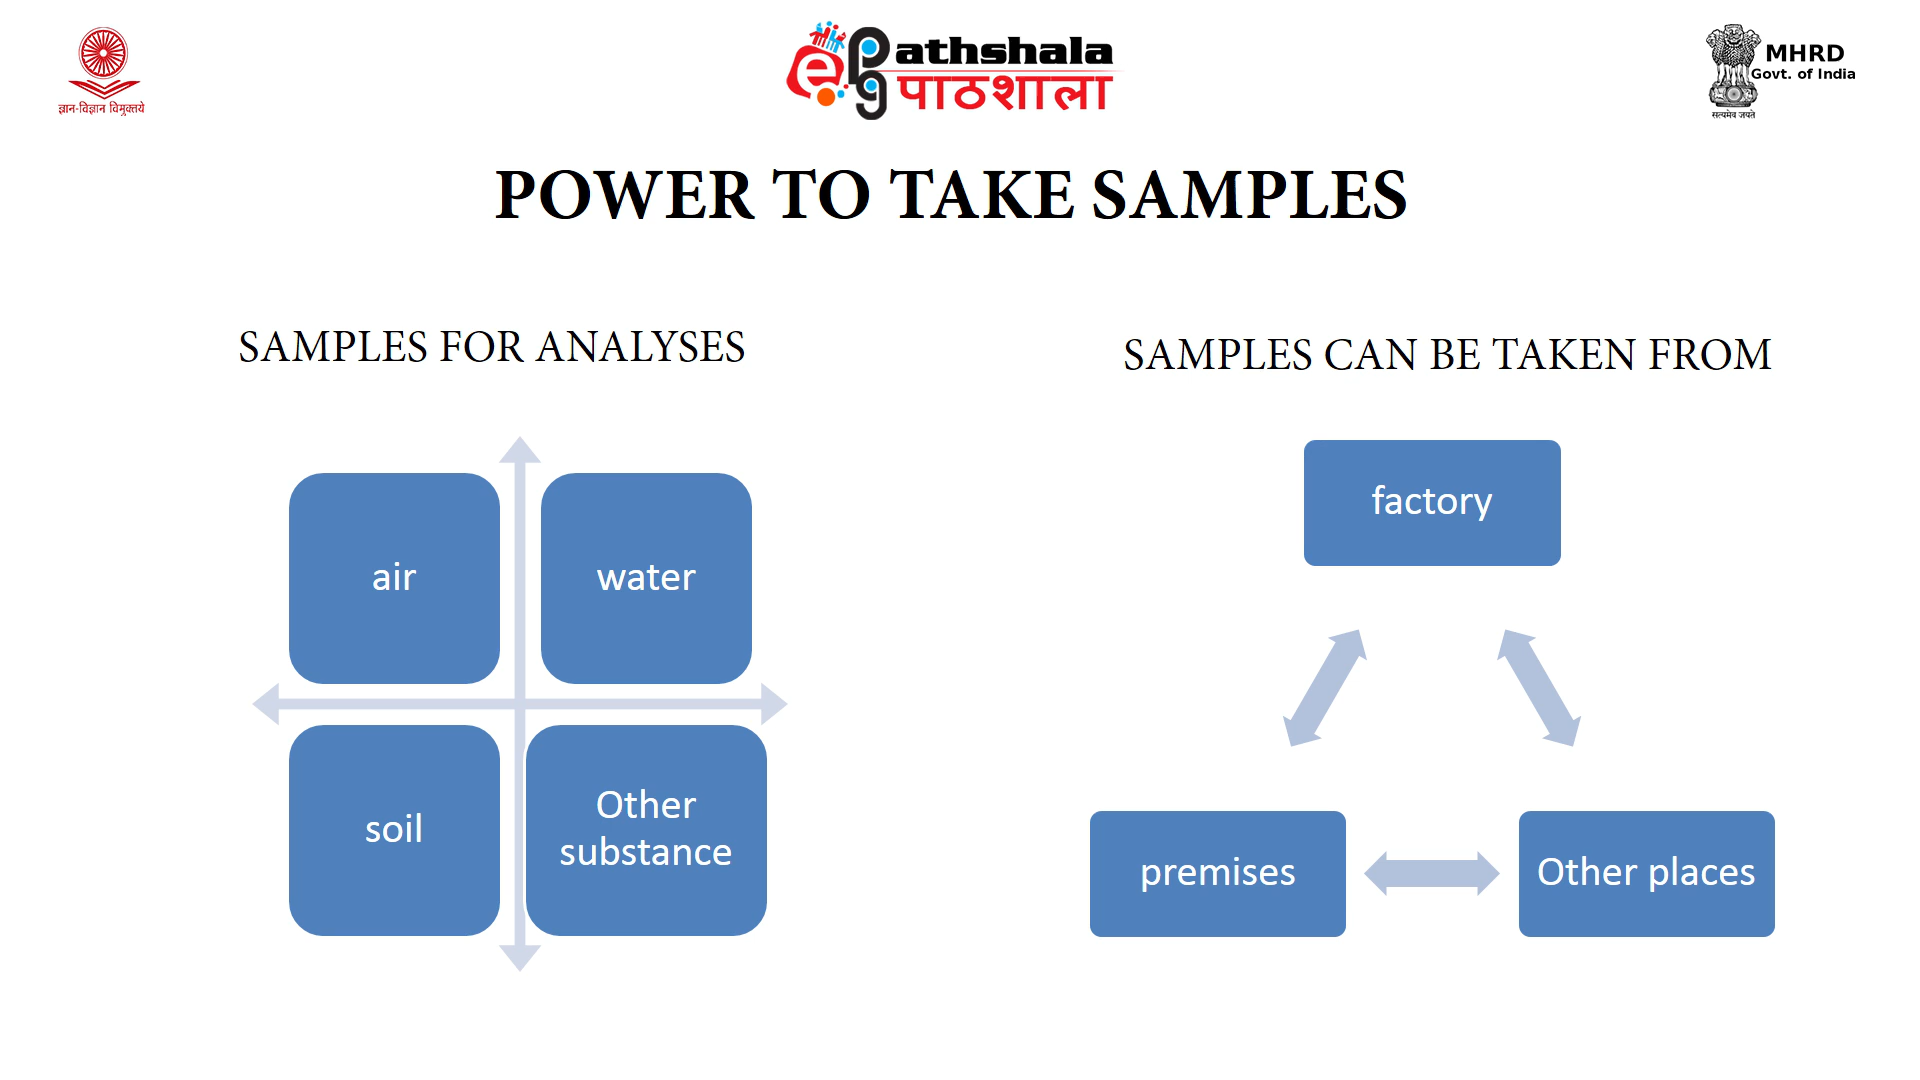 ज्ञान-विज्ञान विमुक्तये
ePG athshala
पाठशाला
MHRD
Govt. of India
सत्यमेव जयते
POWER TO TAKE SAMPLES
SAMPLES FOR ANALYSES
air
water
soil
Other
substance
SAMPLES CAN BE TAKEN FROM
factory
premises
Other places